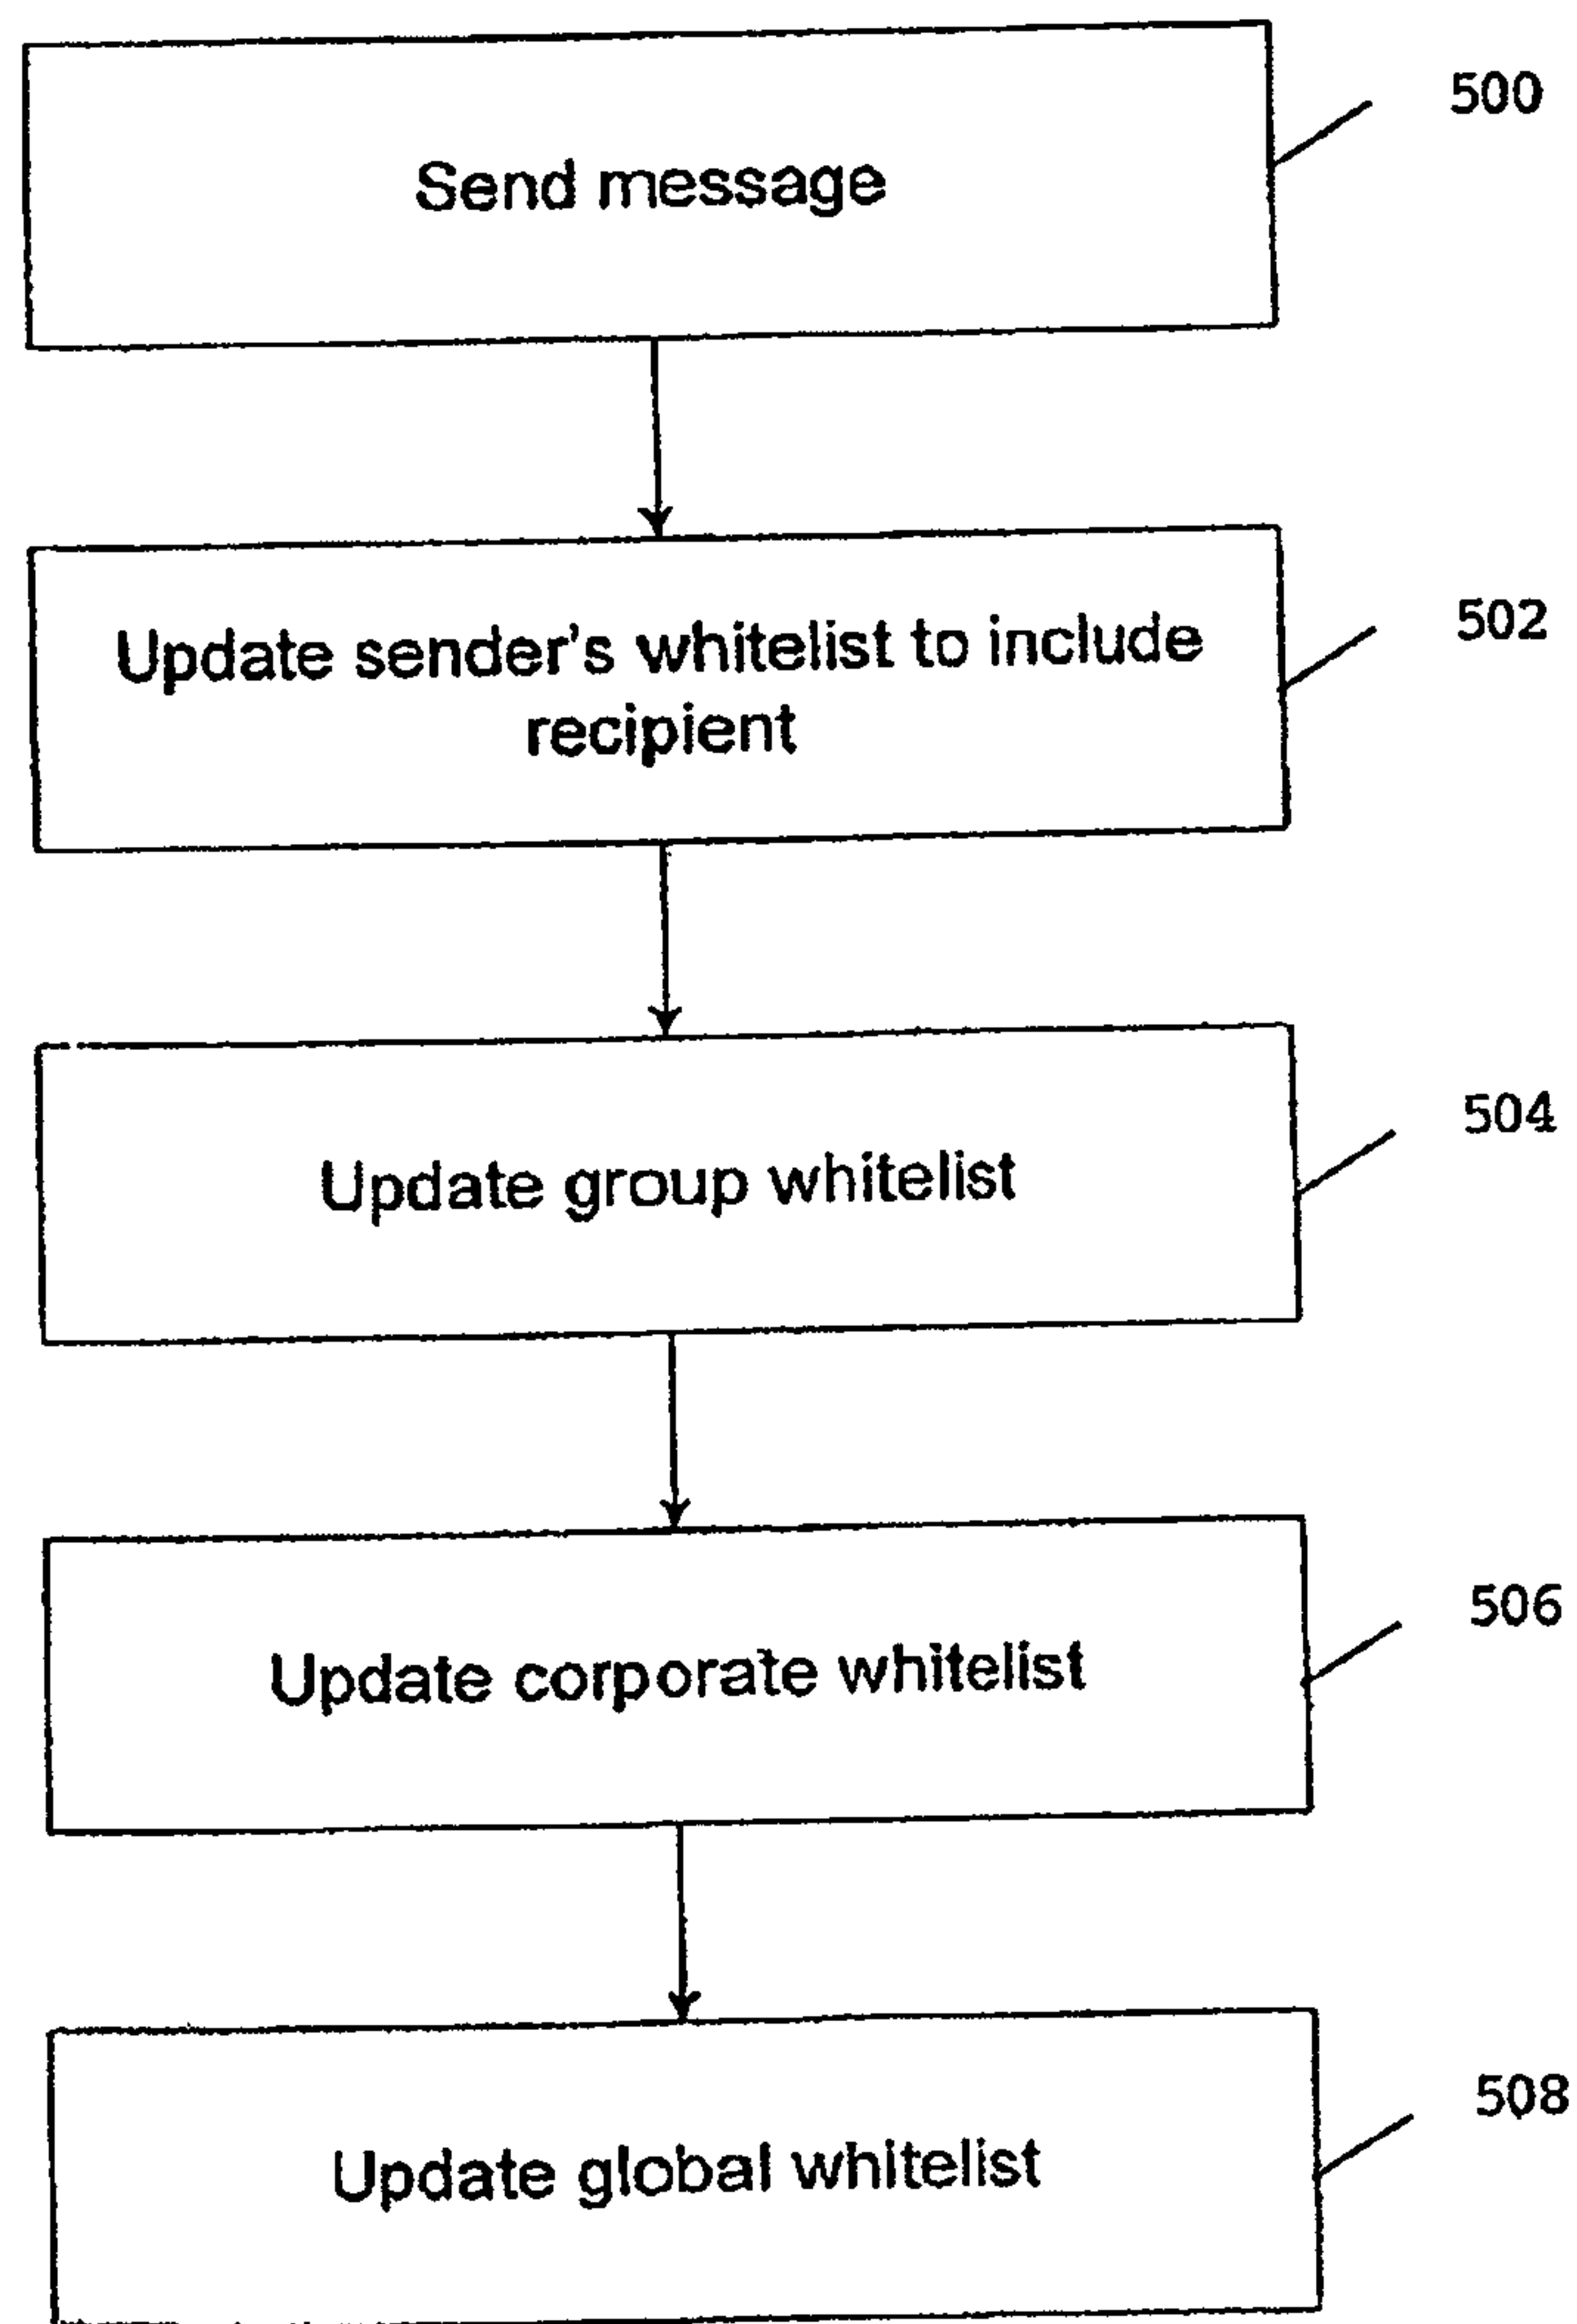 Send message
500
Update sender's whitelist to include
recipient
502
Update group whitelist
504
Update corporate whitelist
506
Update global whitelist
508